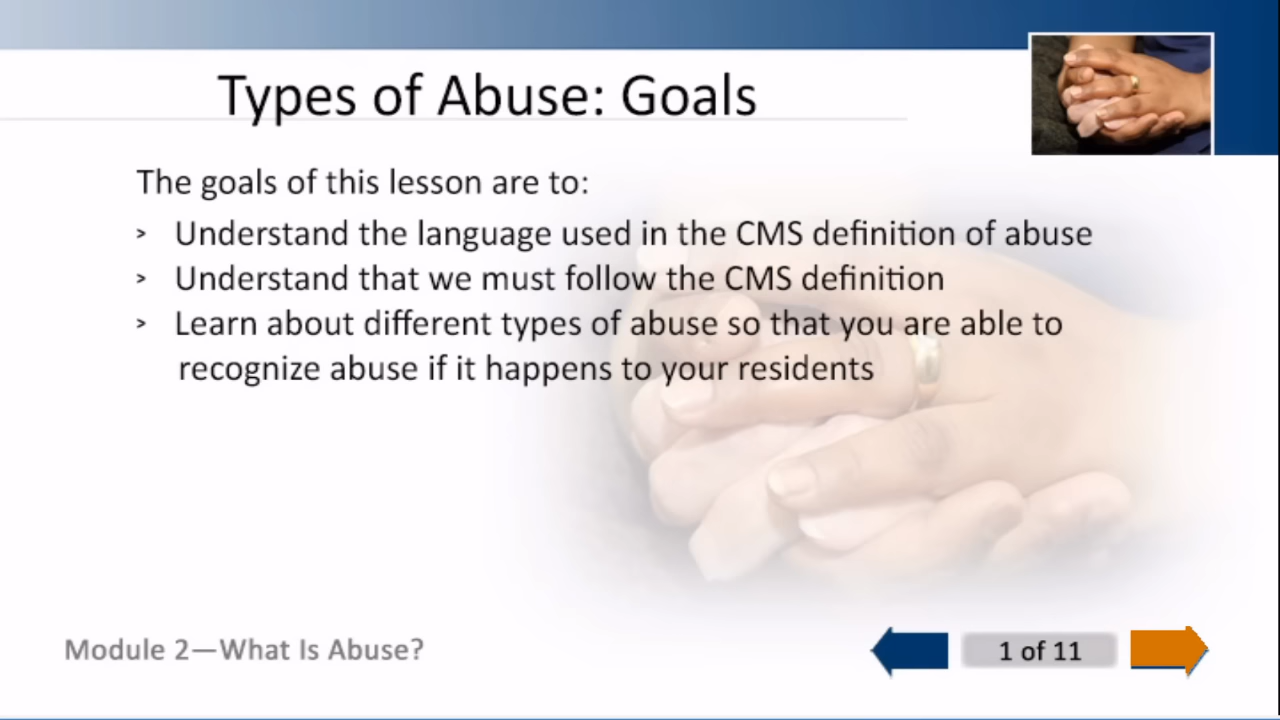 Types of Abuse: Goals
The goals of this lesson are to:
> Understand the language used in the CMS definition of abuse
> Understand that we must follow the CMS definition
> Learn about different types of abuse so that you are able to
recognize abuse if it happens to your residents
Module 2—What Is Abuse?
1 of 11